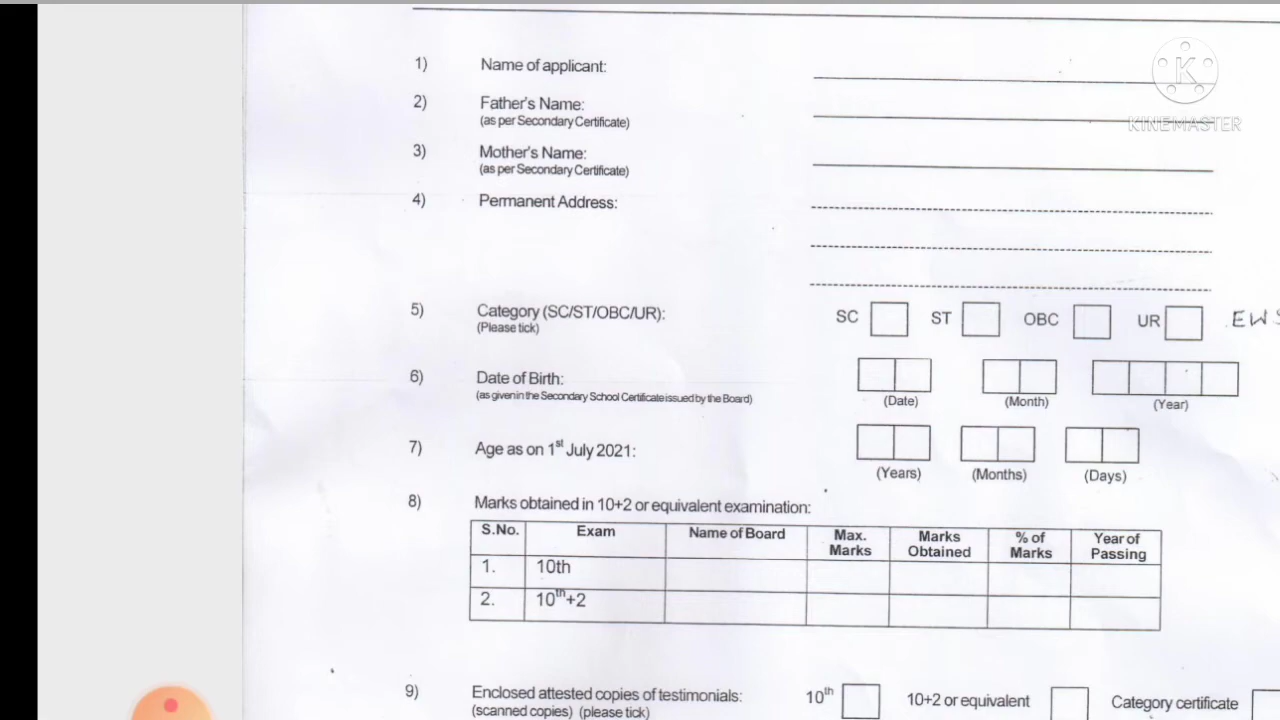 1) Name of applicant:
KINEMASTER
2) Father's Name:
(as per Secondary Certificate)
3) Mother's Name:
(as per Secondary Certificate)
4) Permanent Address:
5) Category (SC/ST/OBC/UR): SC ST OBC UR EWS
(Please tick)
6) Date of Birth:
(as given in the Secondary School Certificate issued by the Board) (Date) (Month) (Year)
7) Age as on 1st July 2021:
(Years) (Months) (Days)
8) Marks obtained in 10+2 or equivalent examination:
S.No. Exam Name of Board Max. Marks Marks Obtained % of Marks Year of Passing
1. 10th
2. 10th+2
9) Enclosed attested copies of testimonials: 10th 10+2 or equivalent Category certificate
(scanned copies) (please tick)